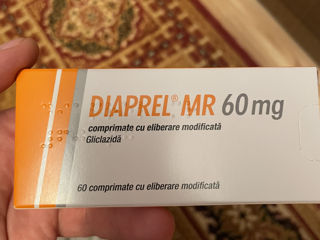 DIAPREL® MR 60 mg
comprimate cu eliberare modificată
Gliclazidă
60 comprimate cu eliberare modificată